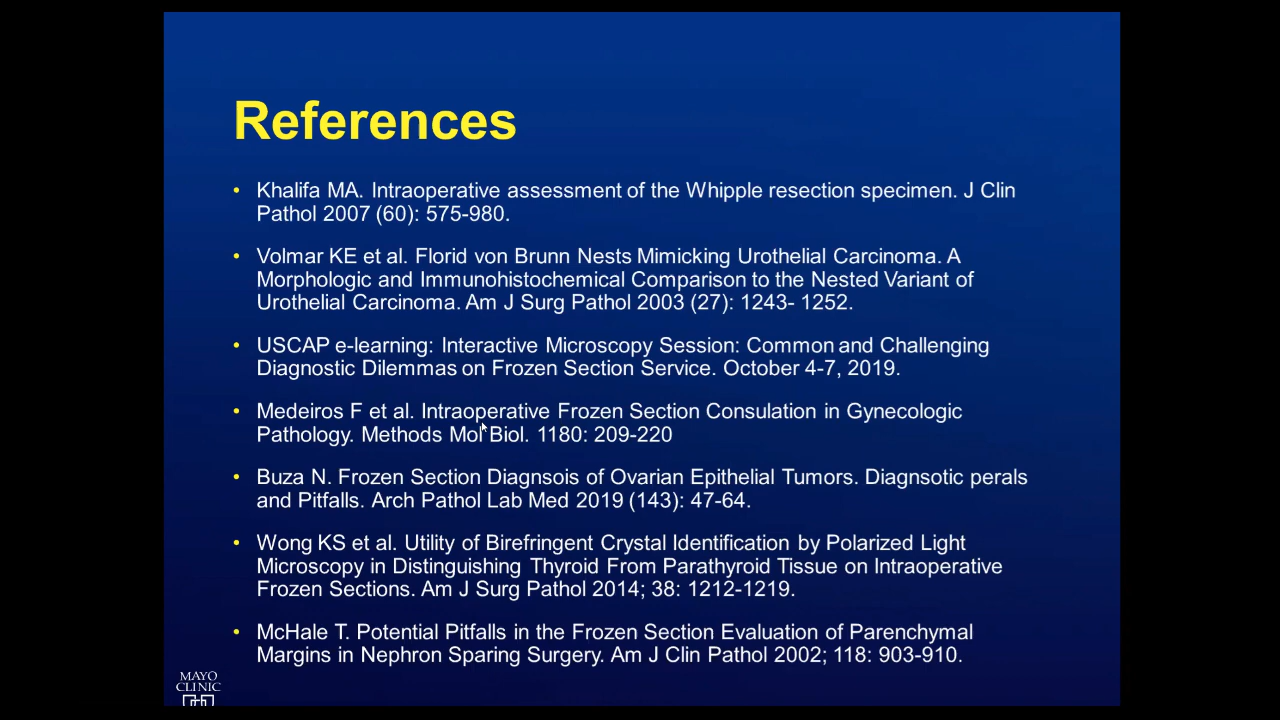 References
• Khalifa MA. Intraoperative assessment of the Whipple resection specimen. J Clin
Pathol 2007 (60): 575-980.
• Volmar KE et al. Florid von Brunn Nests Mimicking Urothelial Carcinoma. A
Morphologic and Immunohistochemical Comparison to the Nested Variant of
Urothelial Carcinoma. Am J Surg Pathol 2003 (27): 1243- 1252.
• USCAP e-learning: Interactive Microscopy Session: Common and Challenging
Diagnostic Dilemmas on Frozen Section Service. October 4-7, 2019.
• Medeiros F et al. Intraoperative Frozen Section Consulation in Gynecologic
Pathology. Methods Mol Biol. 1180: 209-220
• Buza N. Frozen Section Diagnsois of Ovarian Epithelial Tumors. Diagnsotic perals
and Pitfalls. Arch Pathol Lab Med 2019 (143): 47-64.
• Wong KS et al. Utility of Birefringent Crystal Identification by Polarized Light
Microscopy in Distinguishing Thyroid From Parathyroid Tissue on Intraoperative
Frozen Sections. Am J Surg Pathol 2014; 38: 1212-1219.
• McHale T. Potential Pitfalls in the Frozen Section Evaluation of Parenchymal
Margins in Nephron Sparing Surgery. Am J Clin Pathol 2002; 118: 903-910.
MAYO
CLINIC